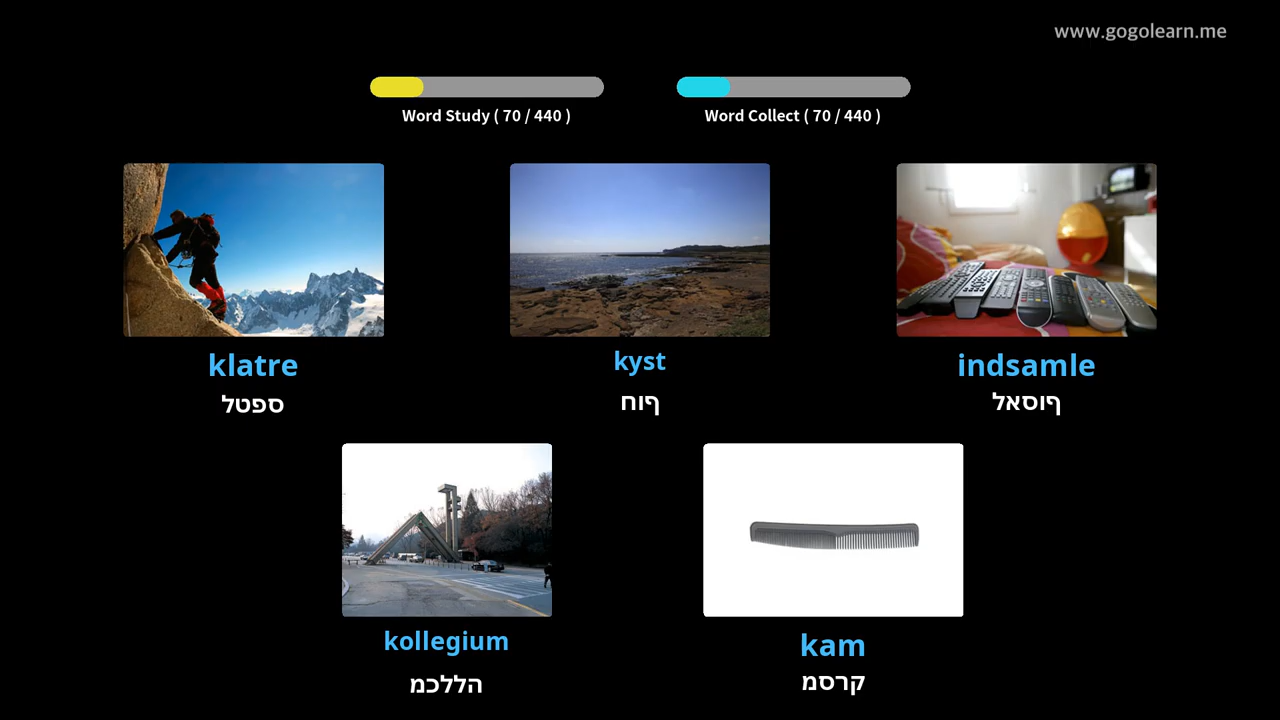 www.gogolearn.me
Word Study ( 70 / 440 )
Word Collect ( 70 / 440 )
klatre
ספטל
kyst
ףוח
indsamle
ףוסאל
kollegium
הללכמ
kam
קרסמ